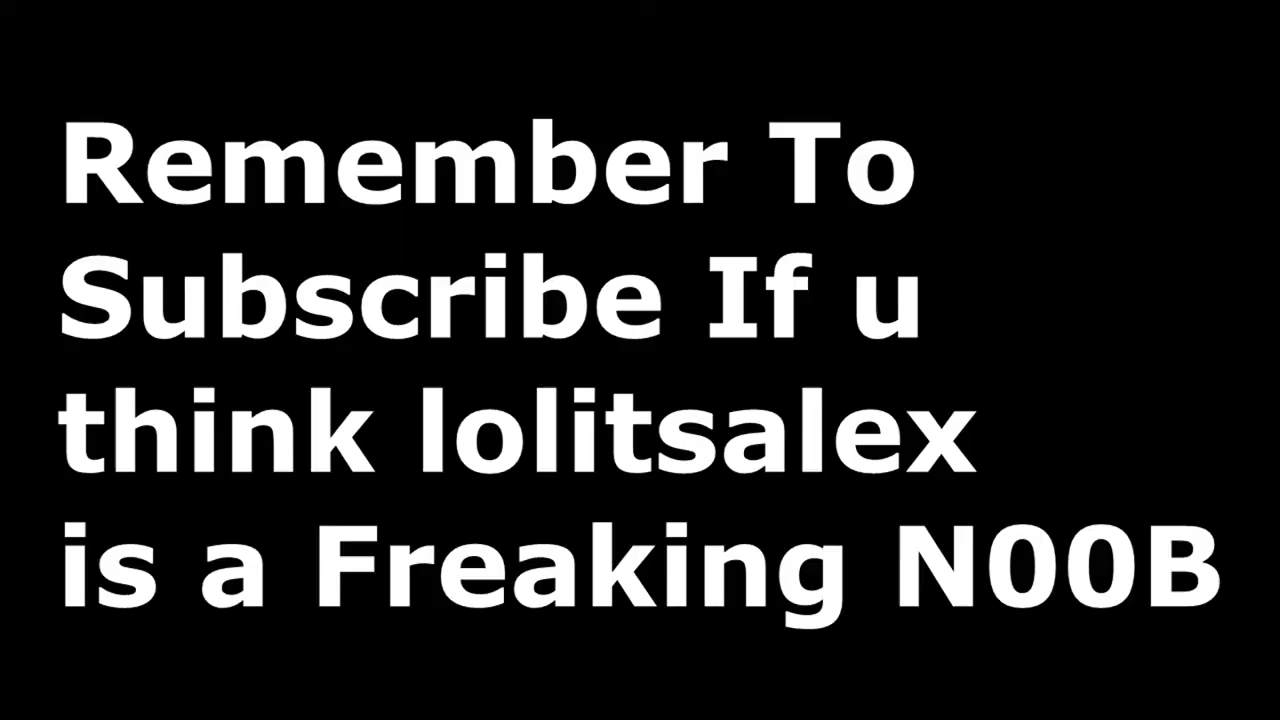 Remember To
Subscribe If u
think lolitsalex
is a Freaking N00B